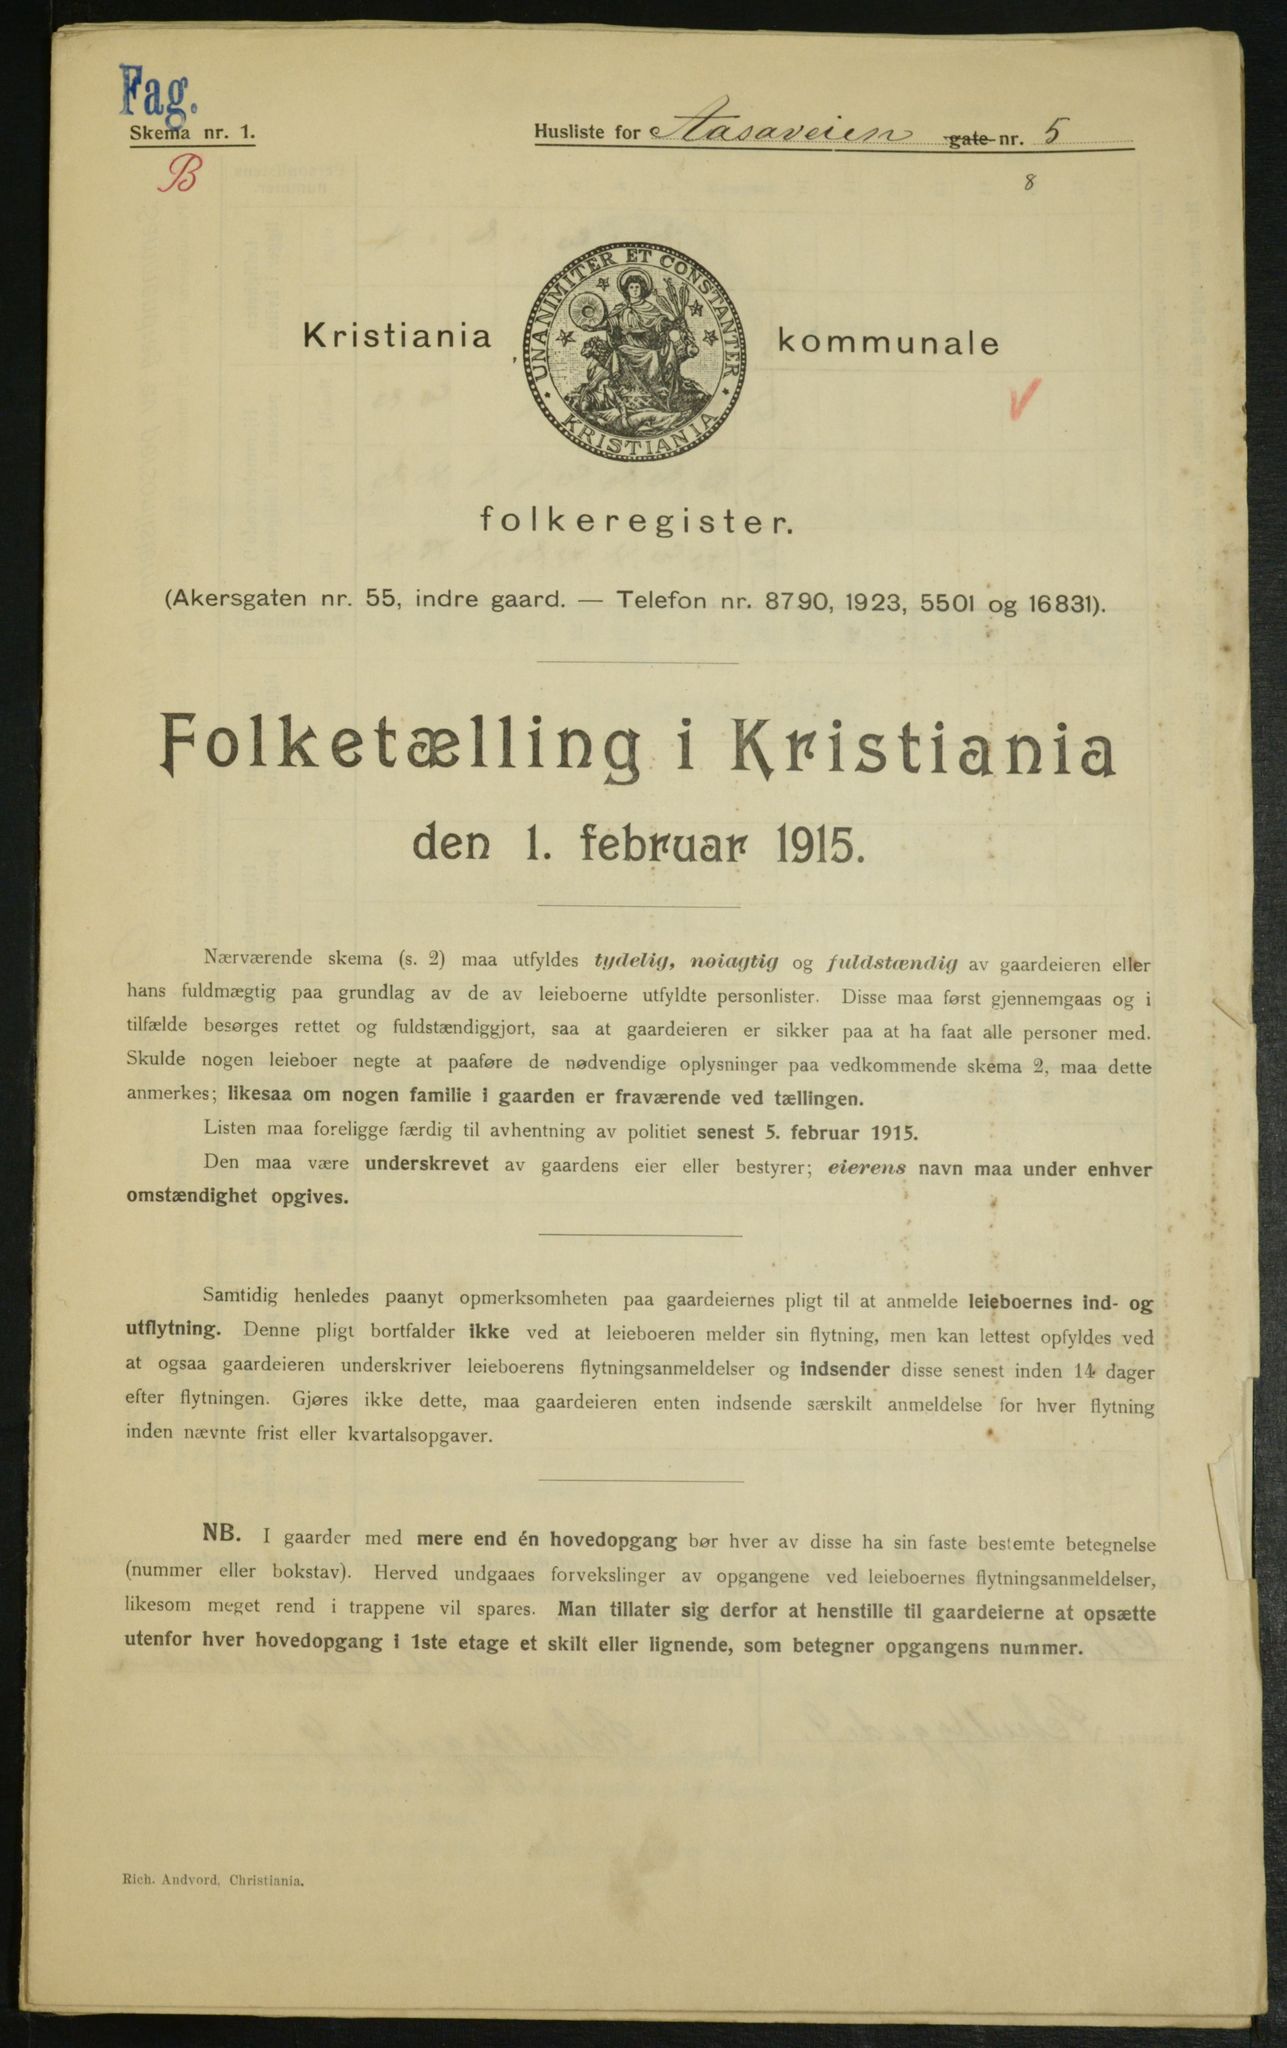 Fag.
Skema nr. 1.
B
Husliste for Aasaveien gate nr. 5
8
UNANIMITER ET CONSTANTER
KRISTIANIA
Kristiania kommunale
V
folkeregister.
(Akersgaten nr. 55, indre gaard. — Telefon nr. 8790, 1923, 5501 og 16831).
Folketælling i Kristiania
den 1. februar 1915.
Nærværende skema (s. 2) maa utfyldes tydelig, nøiagtig og fuldstændig av gaardeieren eller
hans fuldmægtig paa grundlag av de av leieboerne utfyldte personlister. Disse maa først gjennemgaas og i
tilfælde besørges rettet og fuldstændiggjort, saa at gaardeieren er sikker paa at ha faat alle personer med.
Skulde nogen leieboer negte at paaføre de nødvendige oplysninger paa vedkommende skema 2, maa dette
anmerkes; likesaa om nogen familie i gaarden er fraværende ved tællingen.
Listen maa foreligge færdig til avhentning av politiet senest 5. februar 1915.
Den maa være underskrevet av gaardens eier eller bestyrer; eierens navn maa under enhver
omstændighet opgives.
Samtidig henledes paanyt opmerksomheten paa gaardeiernes pligt til at anmelde leieboernes ind- og
utflytning. Denne pligt bortfalder ikke ved at leieboeren melder sin flytning, men kan lettest opfyldes ved
at ogsaa gaardeieren underskriver leieboerens flytningsanmeldelser og indsender disse senest inden 14 dager
efter flytningen. Gjøres ikke dette, maa gaardeieren enten indsende særskilt anmeldelse for hver flytning
inden nævnte frist eller kvartalsopgaver.
NB. I gaarder med mere end én hovedopgang bør hver av disse ha sin faste bestemte betegnelse
(nummer eller bokstav). Herved undgaaes forvekslinger av opgangene ved leieboernes flytningsanmeldelser,
likesom meget rend i trappene vil spares. Man tillater sig derfor at henstille til gaardeierne at opsætte
utenfor hver hovedopgang i 1ste etage et skilt eller lignende, som betegner opgangens nummer.
Rich. Andvord, Christiania.